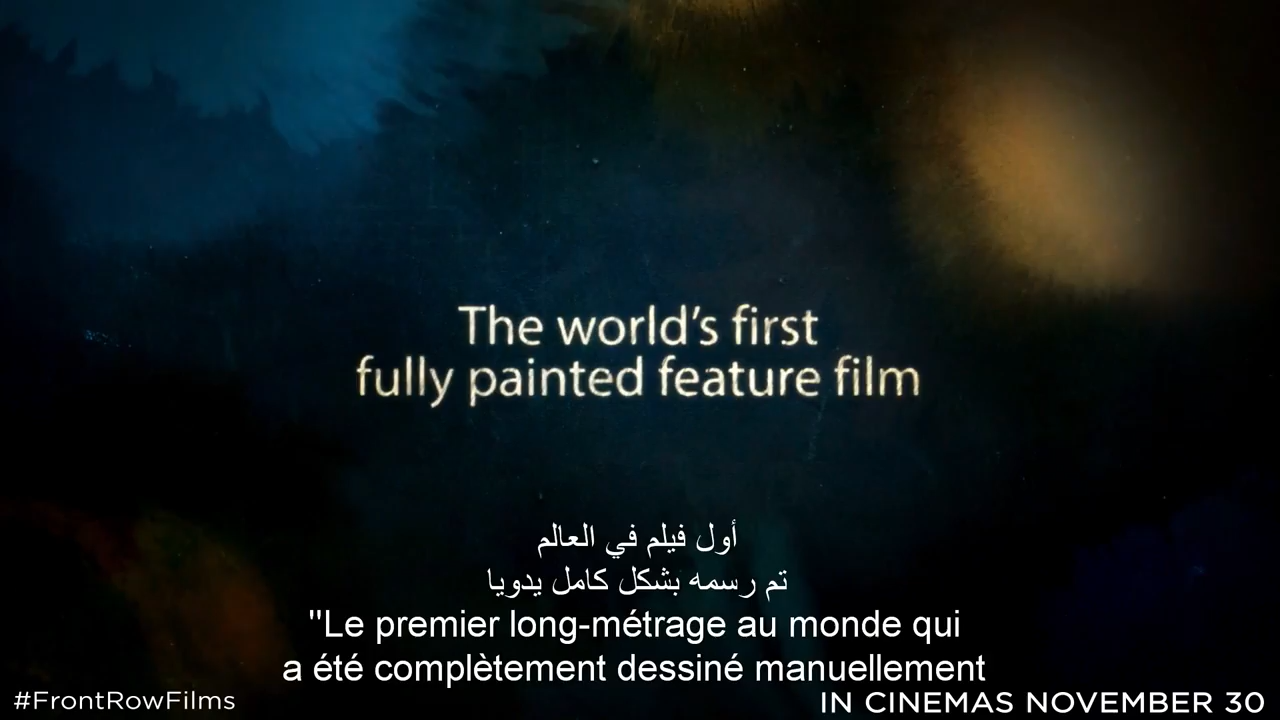 The world's first
fully painted feature film
أول فيلم في العالم
تم رسمه بشكل كامل يدويا
"Le premier long-métrage au monde qui
a été complètement dessiné manuellement
#FrontRowFilms
IN CINEMAS NOVEMBER 30